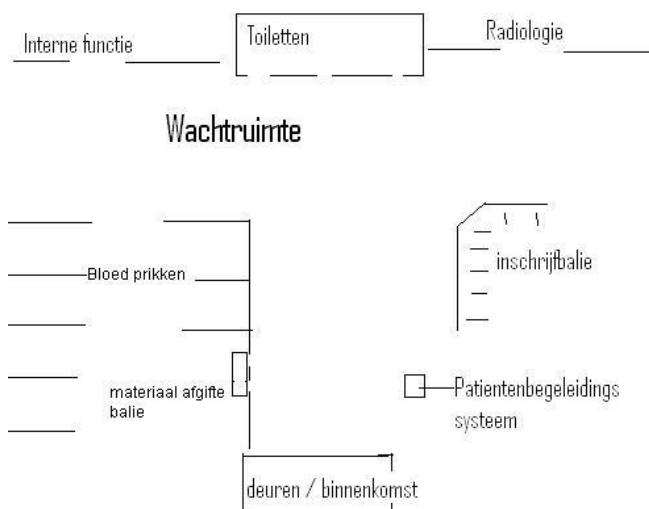 Interne functie
Toiletten
Radiologie
Wachtruimte
Bloed prikken
inschrijfbalie
materiaal afgifte
balie
Patientenbegeleidings
systeem
deuren / binnenkomst